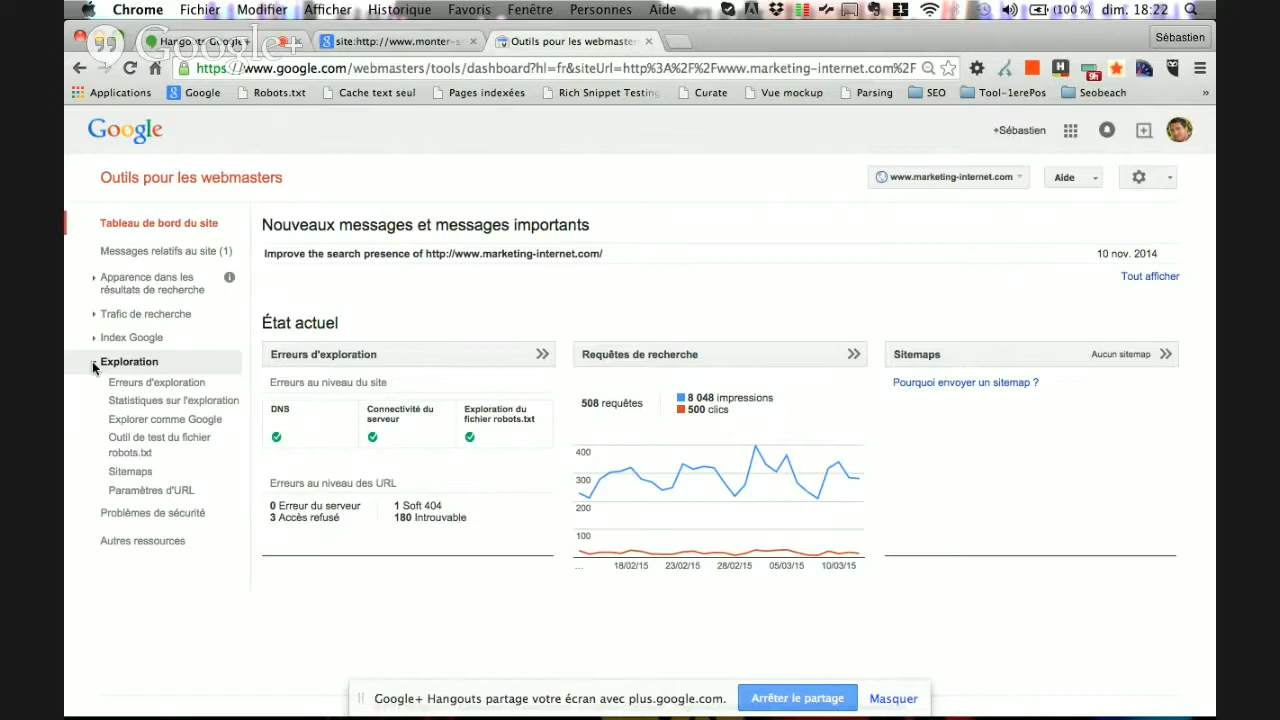 Chrome Fichier Modifier Afficher Historique Favoris Fenêtre Personnes Aide (100 %) dim. 18:22
Google+
Hangouts Google+ site:http://www.monter-s Outils pour les webmaste Sébastien
https://www.google.com/webmasters/tools/dashboard?hl=fr&siteUrl=http%3A%2F%2Fwww.marketing-internet.com%2F
9h
Applications Google Robots.txt Cache text seul Pages indexées Rich Snippet Testing Curate Vue mockup Parsing SEO Tool-1erePos Seobeach »
Google
+Sébastien
Outils pour les webmasters
www.marketing-internet.com Aide
Tableau de bord du site
Messages relatifs au site (1)
Apparence dans les
résultats de recherche
Trafic de recherche
Index Google
Exploration
Erreurs d'exploration
Statistiques sur l'exploration
Explorer comme Google
Outil de test du fichier
robots.txt
Sitemaps
Paramètres d'URL
Problèmes de sécurité
Autres ressources
Nouveaux messages et messages importants
Improve the search presence of http://www.marketing-internet.com/ 10 nov. 2014
Tout afficher
État actuel
Erreurs d'exploration
Erreurs au niveau du site
DNS
Connectivité du
serveur
Exploration du
fichier robots.txt
Erreurs au niveau des URL
0 Erreur du serveur 1 Soft 404
3 Accès refusé 180 Introuvable
Requêtes de recherche
508 requêtes
8 048 impressions
500 clics
400
300
200
100
... 18/02/15 23/02/15 28/02/15 05/03/15 10/03/15
Sitemaps Aucun sitemap
Pourquoi envoyer un sitemap ?
Google+ Hangouts partage votre écran avec plus.google.com. Arrêter le partage Masquer